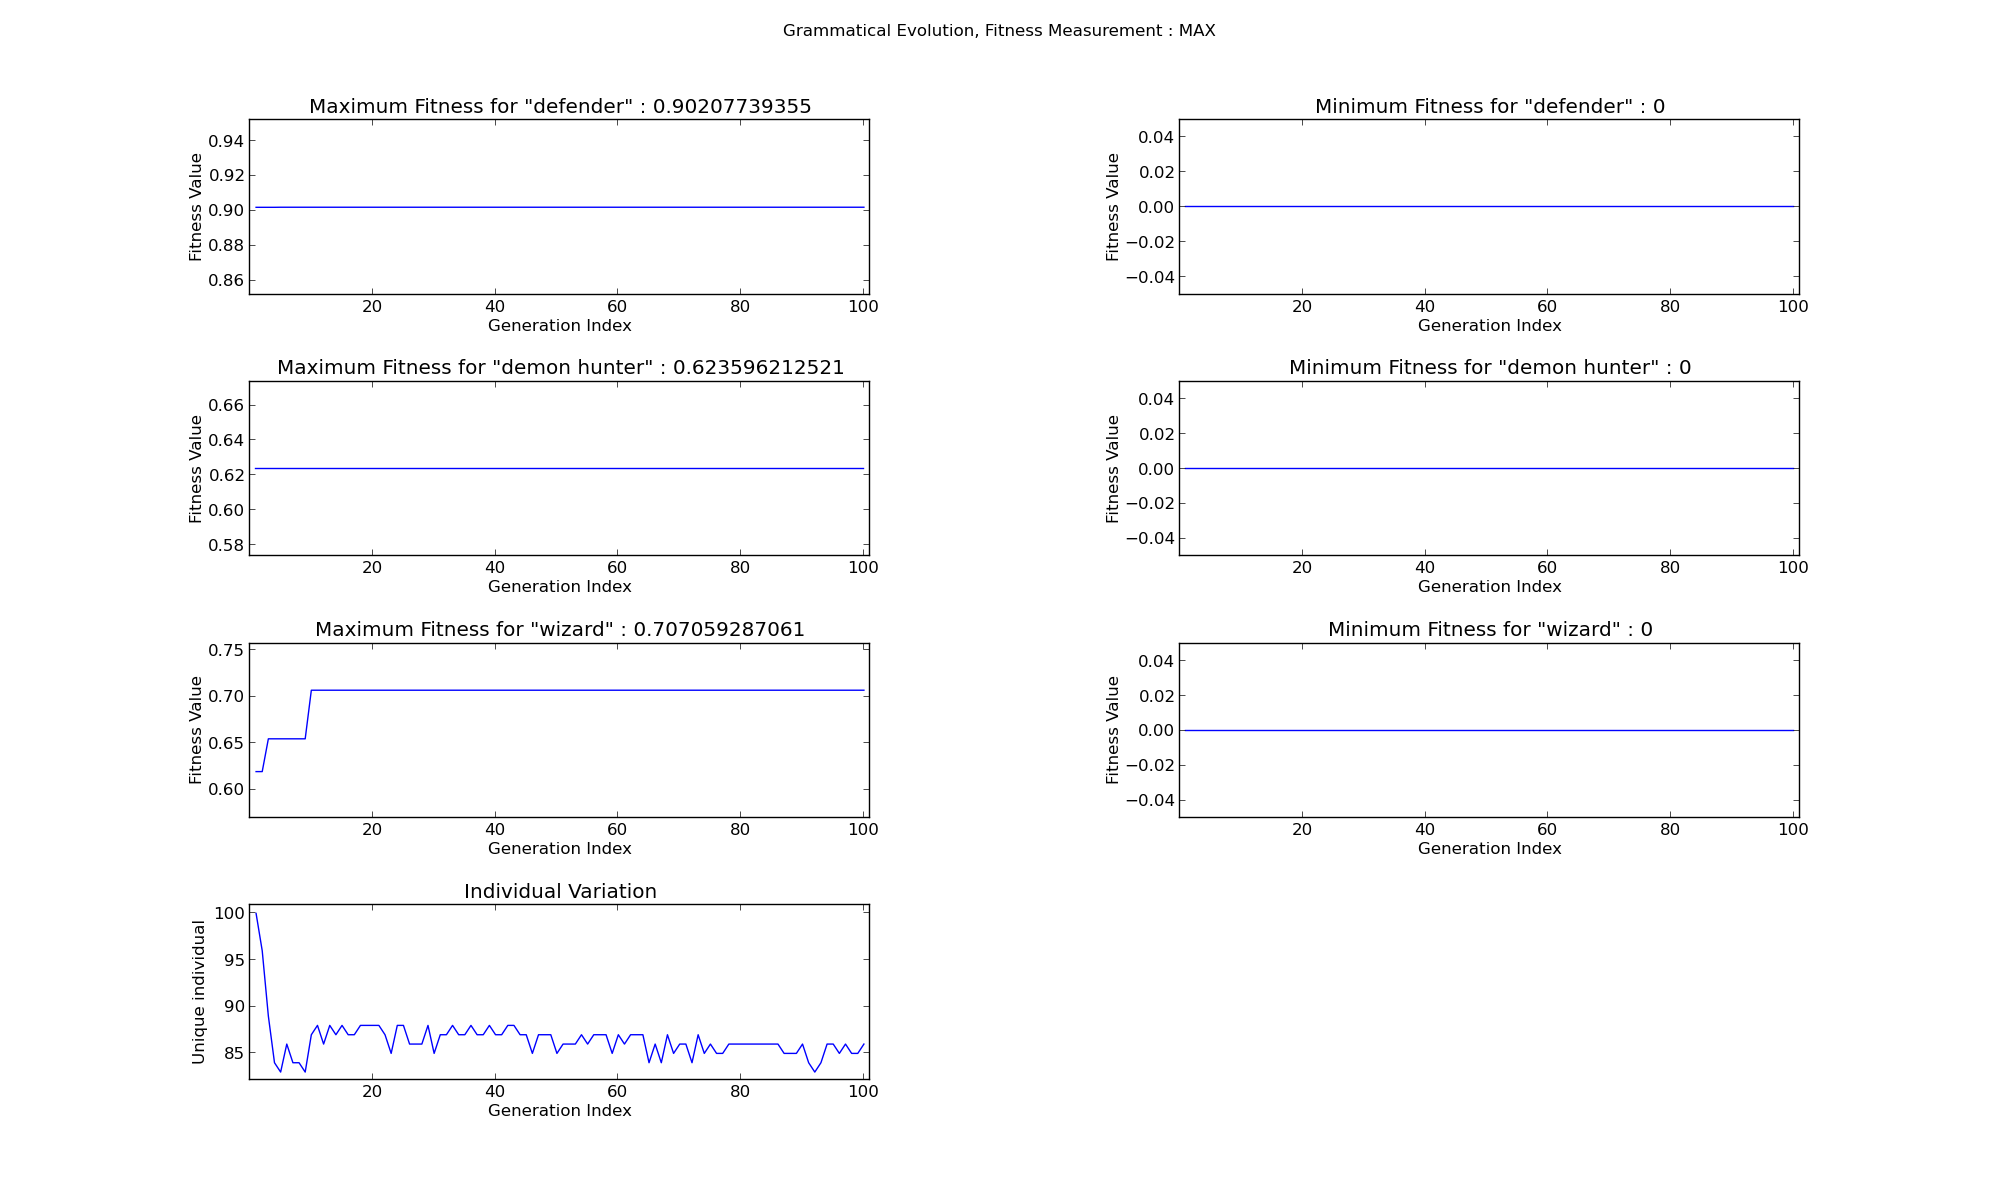 Grammatical Evolution, Fitness Measurement : MAX
Maximum Fitness for "defender" : 0.90207739355
0.94
0.92
0.90
0.88
0.86
Fitness Value
20 40 60 80 100
Generation Index
Minimum Fitness for "defender" : 0
0.04
0.02
0.00
−0.02
−0.04
Fitness Value
20 40 60 80 100
Generation Index
Maximum Fitness for "demon hunter" : 0.623596212521
0.66
0.64
0.62
0.60
0.58
Fitness Value
20 40 60 80 100
Generation Index
Minimum Fitness for "demon hunter" : 0
0.04
0.02
0.00
−0.02
−0.04
Fitness Value
20 40 60 80 100
Generation Index
Maximum Fitness for "wizard" : 0.707059287061
0.75
0.70
0.65
0.60
Fitness Value
20 40 60 80 100
Generation Index
Minimum Fitness for "wizard" : 0
0.04
0.02
0.00
−0.02
−0.04
Fitness Value
20 40 60 80 100
Generation Index
Individual Variation
100
95
90
85
Unique individual
20 40 60 80 100
Generation Index